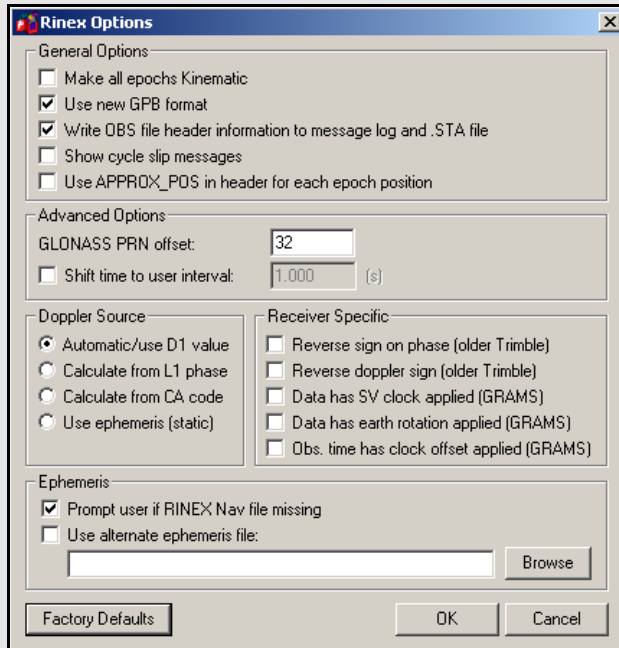 Rinex Options
General Options
Make all epochs Kinematic
Use new GPB format
Write OBS file header information to message log and .STA file
Show cycle slip messages
Use APPROX_POS in header for each epoch position
Advanced Options
GLONASS PRN offset: 32
Shift time to user interval: 1.000 (s)
Doppler Source
Automatic/use D1 value
Calculate from L1 phase
Calculate from CA code
Use ephemeris (static)
Receiver Specific
Reverse sign on phase (older Trimble)
Reverse doppler sign (older Trimble)
Data has SV clock applied (GRAMS)
Data has earth rotation applied (GRAMS)
Obs. time has clock offset applied (GRAMS)
Ephemeris
Prompt user if RINEX Nav file missing
Use alternate ephemeris file:
Browse
Factory Defaults OK Cancel